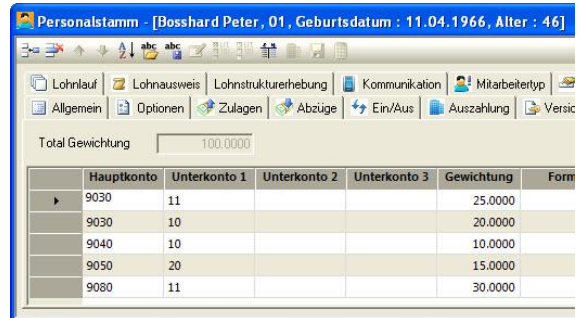 Personalstamm - [Bosshard Peter, 01, Geburtsdatum : 11.04.1966, Alter : 46]
Lohnlauf Lohnausweis Lohnstrukturerhebung Kommunikation Mitarbeitertyp
Allgemein Optionen Zulagen Abzüge Ein/Aus Auszahlung Versic
Total Gewichtung 100.0000
Hauptkonto Unterkonto 1 Unterkonto 2 Unterkonto 3 Gewichtung Form
9030 11 25.0000
9030 10 20.0000
9040 10 10.0000
9050 20 15.0000
9080 11 30.0000